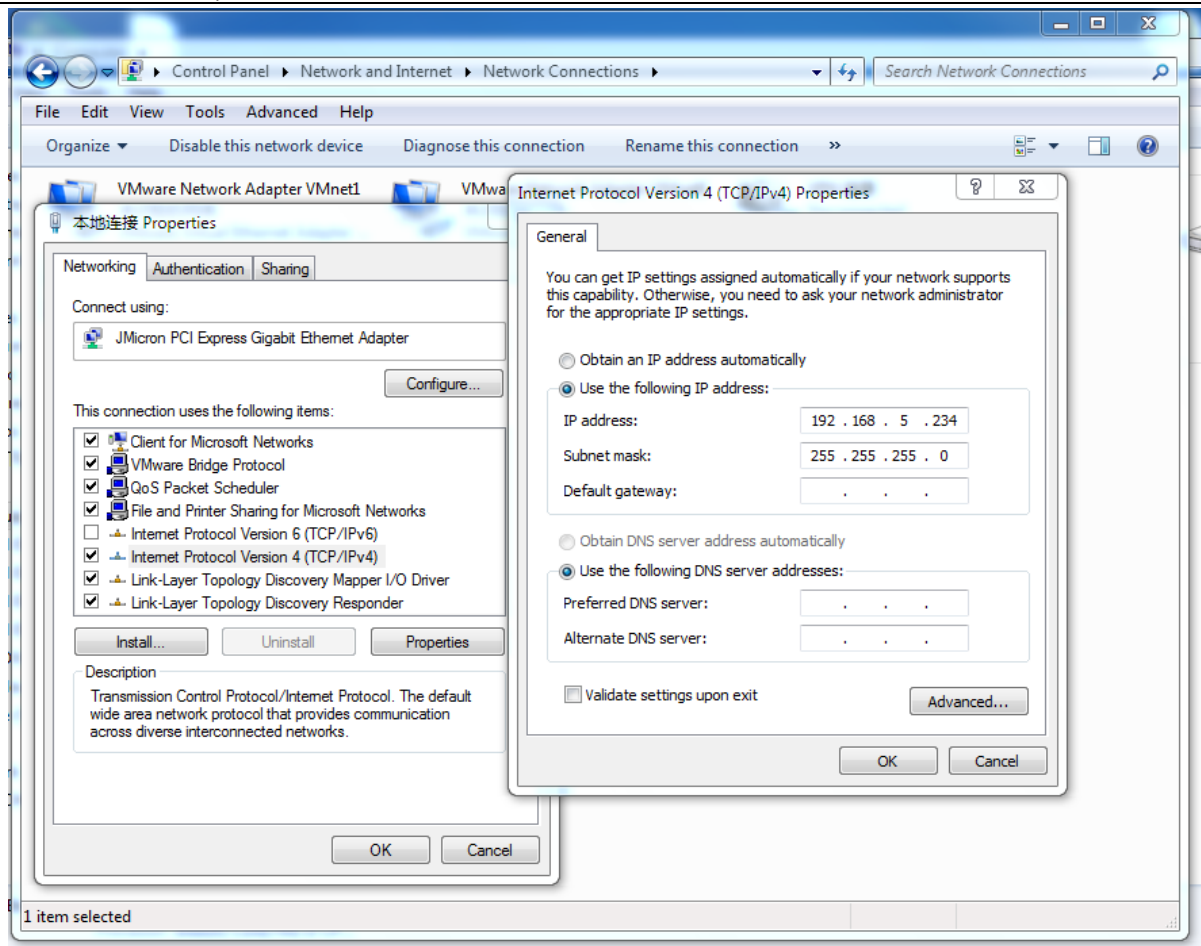 Control Panel Network and Internet Network Connections
Search Network Connections
File Edit View Tools Advanced Help
Organize Disable this network device Diagnose this connection Rename this connection »
VMware Network Adapter VMnet1
本地连接 Properties
Networking Authentication Sharing
Connect using:
JMicron PCI Express Gigabit Ethernet Adapter
Configure...
This connection uses the following items:
Client for Microsoft Networks
VMware Bridge Protocol
QoS Packet Scheduler
File and Printer Sharing for Microsoft Networks
Internet Protocol Version 6 (TCP/IPv6)
Internet Protocol Version 4 (TCP/IPv4)
Link-Layer Topology Discovery Mapper I/O Driver
Link-Layer Topology Discovery Responder
Install... Uninstall Properties
Description
Transmission Control Protocol/Internet Protocol. The default
wide area network protocol that provides communication
across diverse interconnected networks.
OK Cancel
Internet Protocol Version 4 (TCP/IPv4) Properties
General
You can get IP settings assigned automatically if your network supports
this capability. Otherwise, you need to ask your network administrator
for the appropriate IP settings.
Obtain an IP address automatically
Use the following IP address:
IP address: 192 . 168 . 5 . 234
Subnet mask: 255 . 255 . 255 . 0
Default gateway: . . .
Obtain DNS server address automatically
Use the following DNS server addresses:
Preferred DNS server: . . .
Alternate DNS server: . . .
Validate settings upon exit
Advanced...
OK Cancel
1 item selected